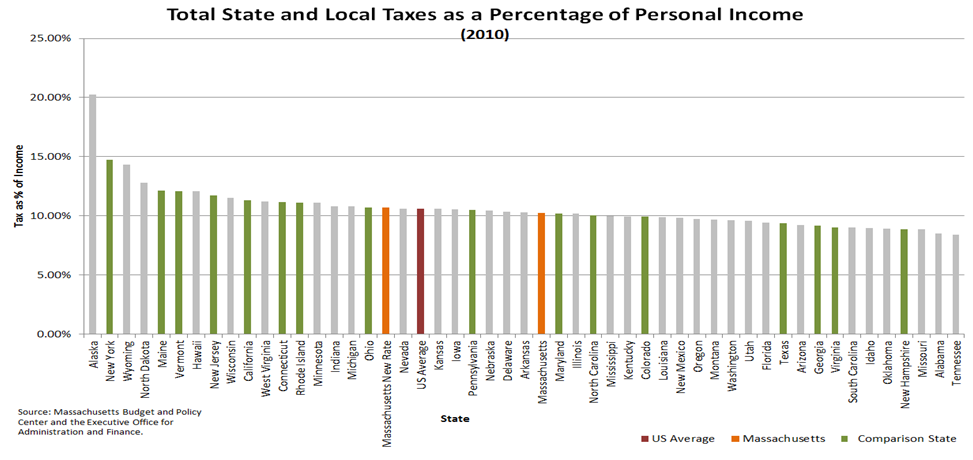 Total State and Local Taxes as a Percentage of Personal Income
(2010)
25.00%
20.00%
15.00%
10.00%
5.00%
0.00%
Tax as % of Income
Alaska
New York
Wyoming
North Dakota
Maine
Vermont
Hawaii
New Jersey
Wisconsin
California
West Virginia
Connecticut
Rhode Island
Minnesota
Indiana
Michigan
Ohio
Massachusetts New Rate
Nevada
US Average
Kansas
Iowa
Pennsylvania
Nebraska
Delaware
Arkansas
Massachusetts
Maryland
Illinois
North Carolina
Mississippi
Kentucky
Colorado
Louisiana
New Mexico
Oregon
Montana
Washington
Utah
Florida
Texas
Arizona
Georgia
Virginia
South Carolina
Idaho
Oklahoma
New Hampshire
Missouri
Alabama
Tennessee
State
Source: Massachusetts Budget and Policy
Center and the Executive Office for
Administration and Finance.
US Average
Massachusetts
Comparison State